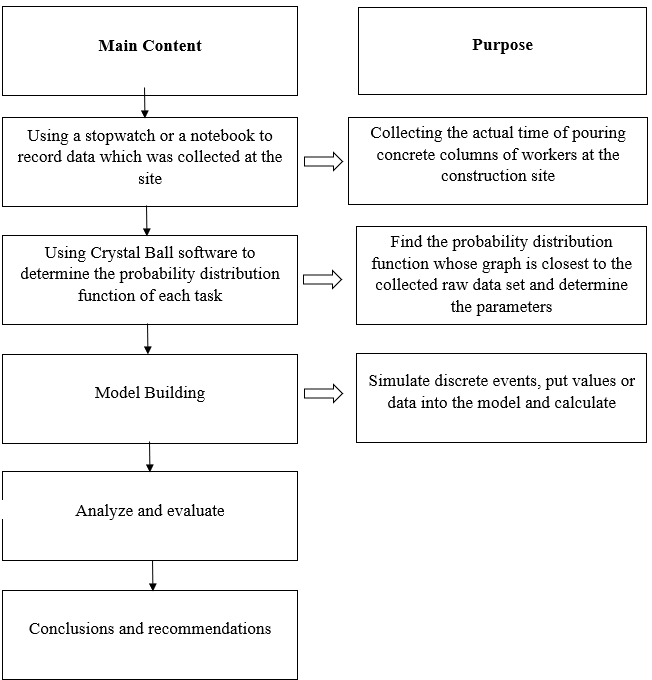 Main Content
Purpose
Using a stopwatch or a notebook to
record data which was collected at the
site
Collecting the actual time of pouring
concrete columns of workers at the
construction site
Using Crystal Ball software to
determine the probability distribution
function of each task
Find the probability distribution
function whose graph is closest to the
collected raw data set and determine
the parameters
Model Building
Simulate discrete events, put values or
data into the model and calculate
Analyze and evaluate
Conclusions and recommendations